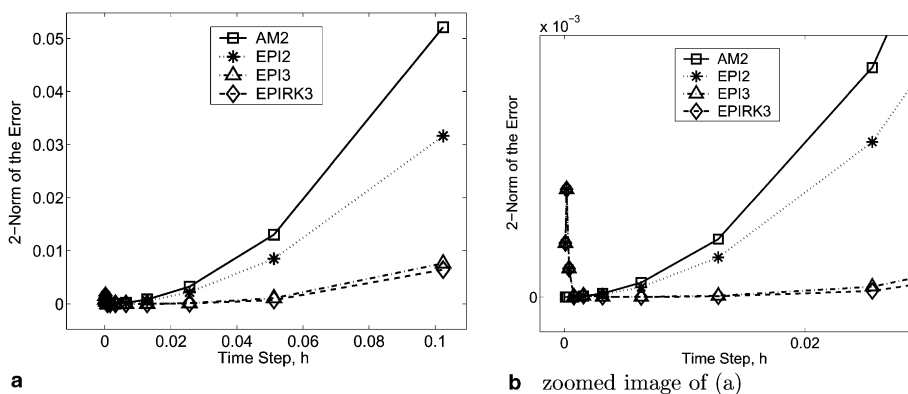 0.05
0.04
0.03
0.02
0.01
0
2−Norm of the Error
AM2
EPI2
EPI3
EPIRK3
0
0.02
0.04
0.06
0.08
0.1
Time Step, h
a
x 10⁻³
0
2−Norm of the Error
AM2
EPI2
EPI3
EPIRK3
0
0.02
Time Step, h
b zoomed image of (a)